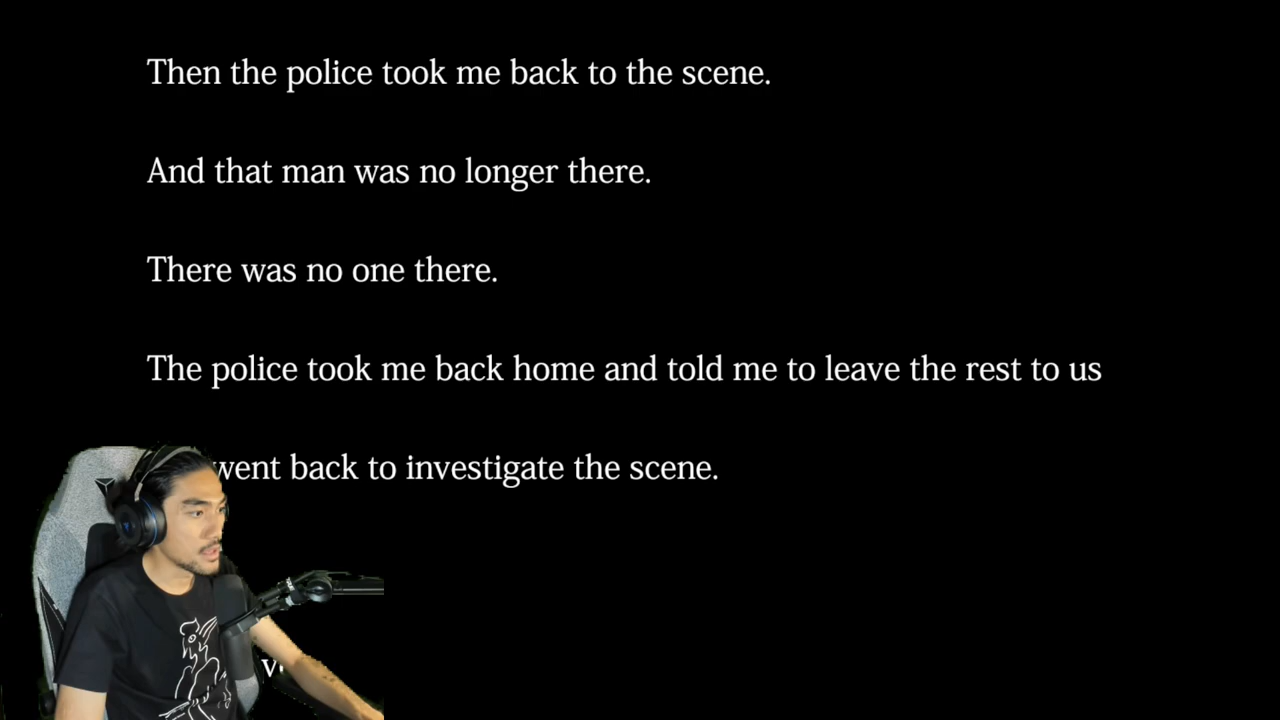 Then the police took me back to the scene.
And that man was no longer there.
There was no one there.
The police took me back home and told me to leave the rest to us
went back to investigate the scene.